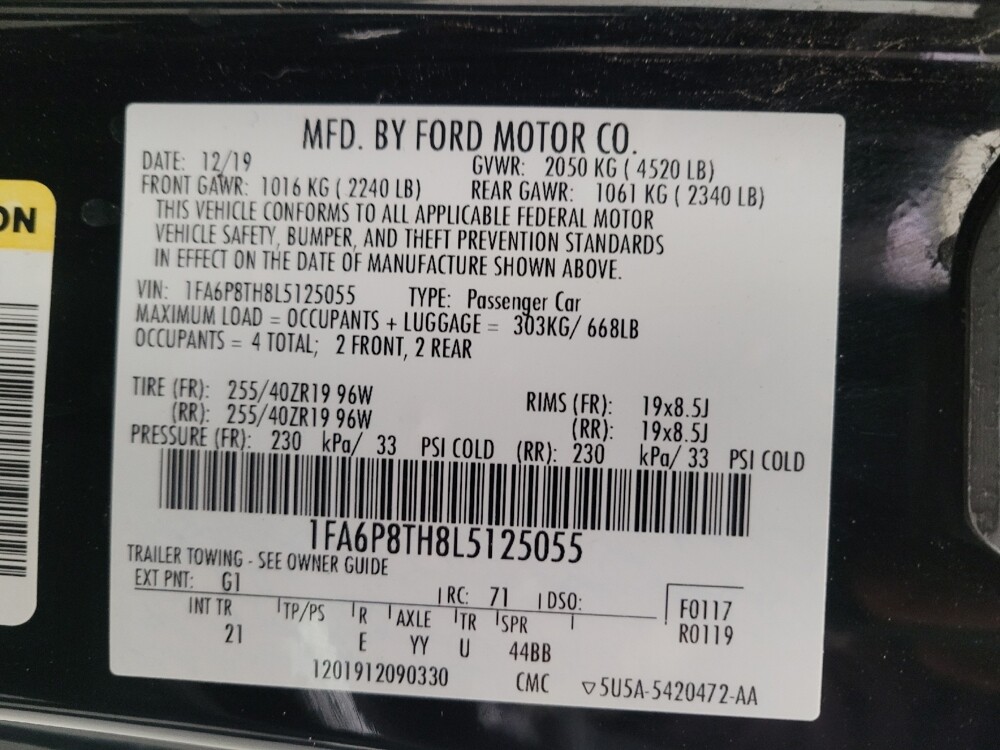 ON
MFD. BY FORD MOTOR CO.
DATE: 12/19 GVWR: 2050 KG ( 4520 LB)
FRONT GAWR: 1016 KG ( 2240 LB) REAR GAWR: 1061 KG ( 2340 LB)
THIS VEHICLE CONFORMS TO ALL APPLICABLE FEDERAL MOTOR
VEHICLE SAFETY, BUMPER, AND THEFT PREVENTION STANDARDS
IN EFFECT ON THE DATE OF MANUFACTURE SHOWN ABOVE.
VIN: 1FA6P8TH8L5125055 TYPE: Passenger Car
MAXIMUM LOAD = OCCUPANTS + LUGGAGE = 303KG/ 668LB
OCCUPANTS = 4 TOTAL; 2 FRONT, 2 REAR
TIRE (FR): 255/40ZR19 96W RIMS (FR): 19x8.5J
(RR): 255/40ZR19 96W (RR): 19x8.5J
PRESSURE (FR): 230 kPa/ 33 PSI COLD (RR): 230 kPa/ 33 PSI COLD
1FA6P8TH8L5125055
TRAILER TOWING - SEE OWNER GUIDE
EXT PNT: G1 RC: 71 DSO: F0117
INT TR TP/PS R AXLE TR SPR R0119
21 E YY U 44BB
1201912090330 CMC ▽5U5A-5420472-AA